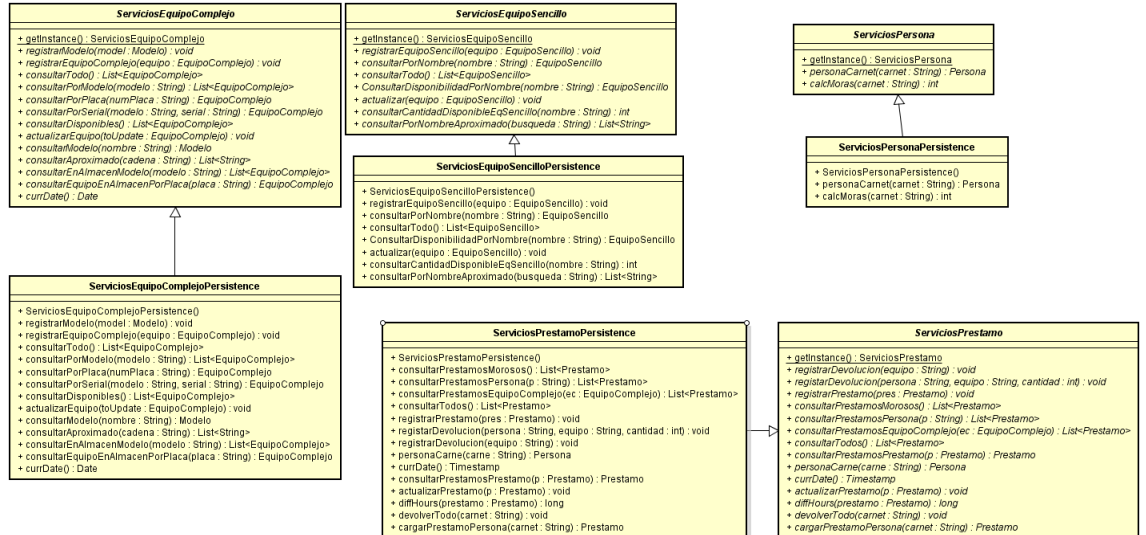 ServiciosEquipoComplejo
+ getInstance() : ServiciosEquipoComplejo
+ registrarModelo(model : Modelo) : void
+ registrarEquipoComplejo(equipo : EquipoComplejo) : void
+ consultarTodo() : List<EquipoComplejo>
+ consultarPorModelo(modelo : String) : List<EquipoComplejo>
+ consultarPorPlaca(numPlaca : String) : EquipoComplejo
+ consultarPorSerial(modelo : String, serial : String) : EquipoComplejo
+ consultarDisponibles() : List<EquipoComplejo>
+ actualizarEquipo(toUpdate : EquipoComplejo) : void
+ consultarModelo(nombre : String) : Modelo
+ consultarAproximado(cadena : String) : List<String>
+ consultarEnAlmacenModelo(modelo : String) : List<EquipoComplejo>
+ consultarEquipoEnAlmacenPorPlaca(placa : String) : EquipoComplejo
+ currDate() : Date
ServiciosEquipoSencillo
+ getInstance() : ServiciosEquipoSencillo
+ registrarEquipoSencillo(equipo : EquipoSencillo) : void
+ consultarPorNombre(nombre : String) : EquipoSencillo
+ consultarTodo() : List<EquipoSencillo>
+ ConsultarDisponibilidadPorNombre(nombre : String) : EquipoSencillo
+ actualizar(equipo : EquipoSencillo) : void
+ consultarCantidadDisponibleEqSencillo(nombre : String) : int
+ consultarPorNombreAproximado(busqueda : String) : List<String>
ServiciosPersona
+ getInstance() : ServiciosPersona
+ personaCarnet(carnet : String) : Persona
+ calcMoras(carnet : String) : int
ServiciosPersonaPersistence
+ ServiciosPersonaPersistence()
+ personaCarnet(carnet : String) : Persona
+ calcMoras(carnet : String) : int
ServiciosEquipoSencilloPersistence
+ ServiciosEquipoSencilloPersistence()
+ registrarEquipoSencillo(equipo : EquipoSencillo) : void
+ consultarPorNombre(nombre : String) : EquipoSencillo
+ consultarTodo() : List<EquipoSencillo>
+ ConsultarDisponibilidadPorNombre(nombre : String) : EquipoSencillo
+ actualizar(equipo : EquipoSencillo) : void
+ consultarCantidadDisponibleEqSencillo(nombre : String) : int
+ consultarPorNombreAproximado(busqueda : String) : List<String>
ServiciosEquipoComplejoPersistence
+ ServiciosEquipoComplejoPersistence()
+ registrarModelo(model : Modelo) : void
+ registrarEquipoComplejo(equipo : EquipoComplejo) : void
+ consultarTodo() : List<EquipoComplejo>
+ consultarPorModelo(modelo : String) : List<EquipoComplejo>
+ consultarPorPlaca(numPlaca : String) : EquipoComplejo
+ consultarPorSerial(modelo : String, serial : String) : EquipoComplejo
+ consultarDisponibles() : List<EquipoComplejo>
+ actualizarEquipo(toUpdate : EquipoComplejo) : void
+ consultarModelo(nombre : String) : Modelo
+ consultarAproximado(cadena : String) : List<String>
+ consultarEnAlmacenModelo(modelo : String) : List<EquipoComplejo>
+ consultarEquipoEnAlmacenPorPlaca(placa : String) : EquipoComplejo
+ currDate() : Date
ServiciosPrestamoPersistence
+ ServiciosPrestamoPersistence()
+ consultarPrestamosMorosos() : List<Prestamo>
+ consultarPrestamosPersona(p : String) : List<Prestamo>
+ consultarPrestamosEquipoComplejo(ec : EquipoComplejo) : List<Prestamo>
+ consultarTodos() : List<Prestamo>
+ registrarPrestamo(pres : Prestamo) : void
+ registarDevolucion(persona : String, equipo : String, cantidad : int) : void
+ registrarDevolucion(equipo : String) : void
+ personaCarne(carne : String) : Persona
+ currDate() : Timestamp
+ consultarPrestamosPrestamo(p : Prestamo) : Prestamo
+ actualizarPrestamo(p : Prestamo) : void
+ diffHours(prestamo : Prestamo) : long
+ devolverTodo(carnet : String) : void
+ cargarPrestamoPersona(carnet : String) : Prestamo
ServiciosPrestamo
+ getInstance() : ServiciosPrestamo
+ registrarDevolucion(equipo : String) : void
+ registarDevolucion(persona : String, equipo : String, cantidad : int) : void
+ registrarPrestamo(pres : Prestamo) : void
+ consultarPrestamosMorosos() : List<Prestamo>
+ consultarPrestamosPersona(p : String) : List<Prestamo>
+ consultarPrestamosEquipoComplejo(ec : EquipoComplejo) : List<Prestamo>
+ consultarTodos() : List<Prestamo>
+ consultarPrestamosPrestamo(p : Prestamo) : Prestamo
+ personaCarne(carne : String) : Persona
+ currDate() : Timestamp
+ actualizarPrestamo(p : Prestamo) : void
+ diffHours(prestamo : Prestamo) : long
+ devolverTodo(carnet : String) : void
+ cargarPrestamoPersona(carnet : String) : Prestamo